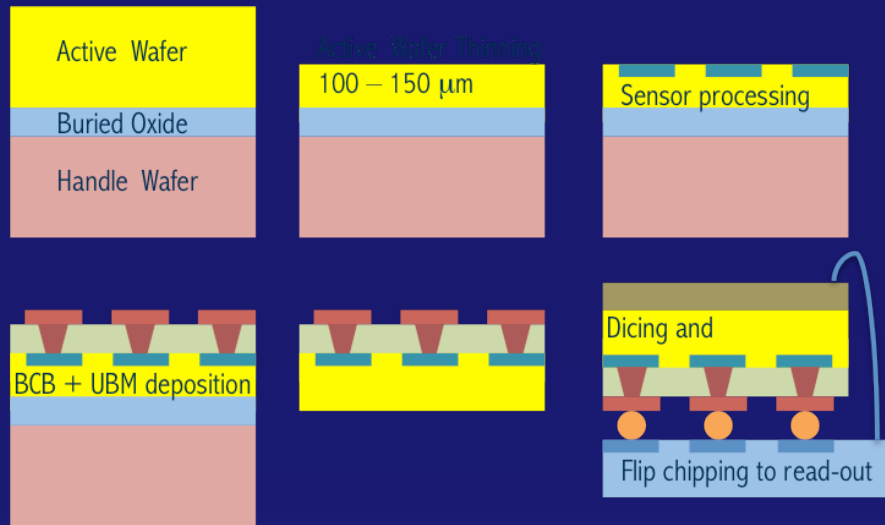 Active Wafer
Buried Oxide
Handle Wafer
Active Wafer Thinning
100 – 150 μm
Sensor processing
BCB + UBM deposition
Dicing and
Flip chipping to read-out